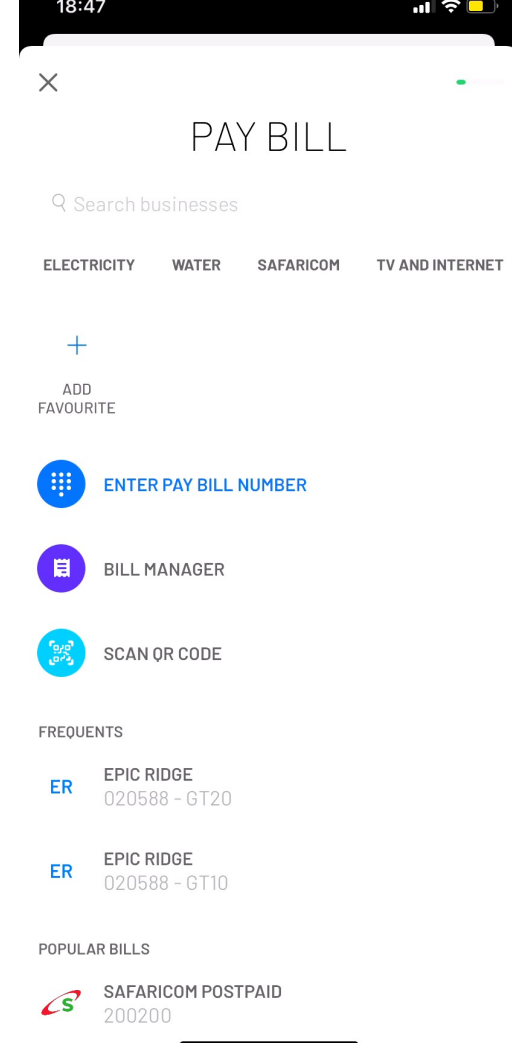 18:47
PAY BILL
Search businesses
ELECTRICITY WATER SAFARICOM TV AND INTERNET
ADD
FAVOURITE
ENTER PAY BILL NUMBER
BILL MANAGER
SCAN QR CODE
FREQUENTS
ER
EPIC RIDGE
020588 - GT20
ER
EPIC RIDGE
020588 - GT10
POPULAR BILLS
S
SAFARICOM POSTPAID
200200